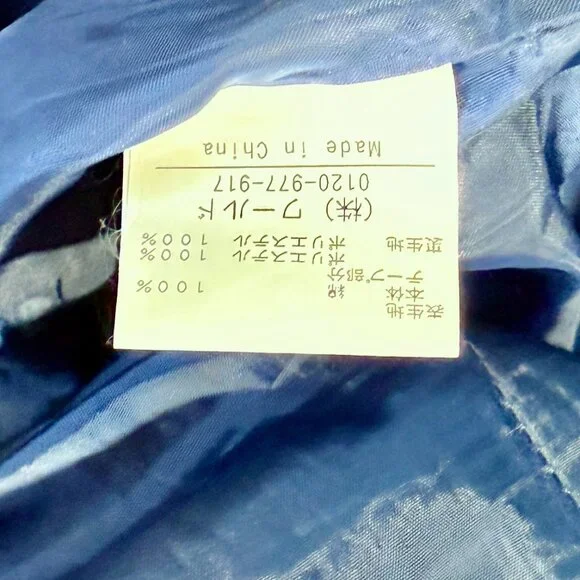 表生地
本体 綿 100%
テープ部分
ポリエステル 100%
裏生地 ポリエステル 100%
(株) ワールド
0120-977-917
Made in China